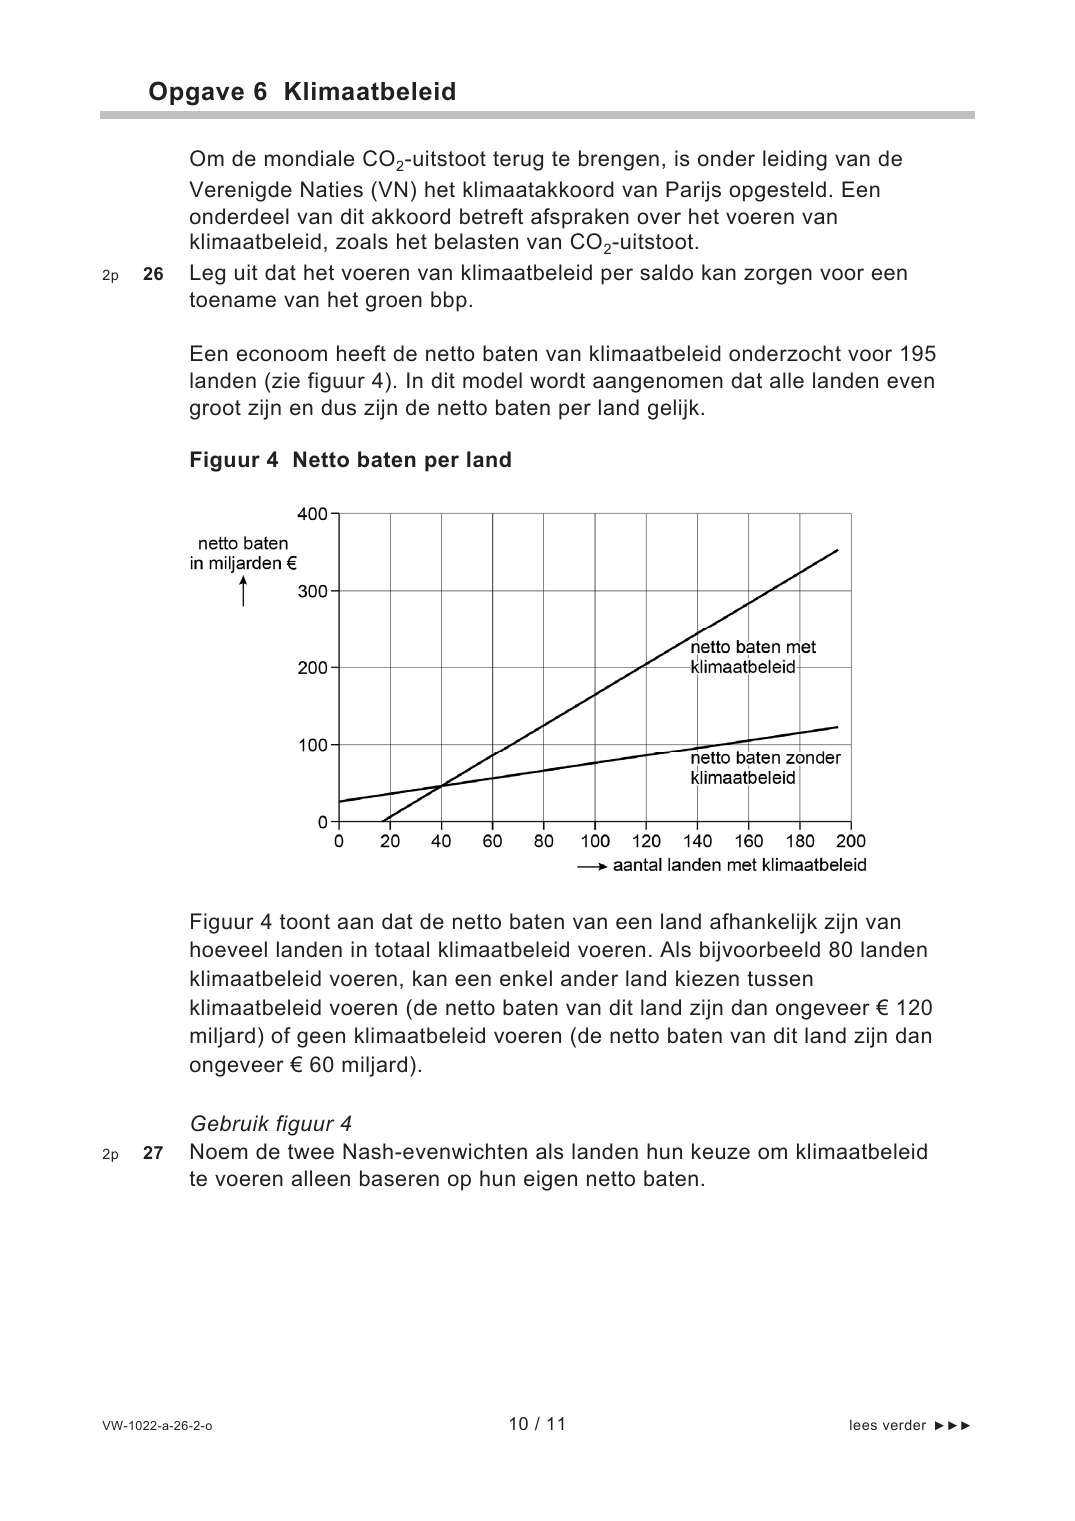 Opgave 6 Klimaatbeleid
Om de mondiale CO2-uitstoot terug te brengen, is onder leiding van de
Verenigde Naties (VN) het klimaatakkoord van Parijs opgesteld. Een
onderdeel van dit akkoord betreft afspraken over het voeren van
klimaatbeleid, zoals het belasten van CO2-uitstoot.
2p 26 Leg uit dat het voeren van klimaatbeleid per saldo kan zorgen voor een
toename van het groen bbp.
Een econoom heeft de netto baten van klimaatbeleid onderzocht voor 195
landen (zie figuur 4). In dit model wordt aangenomen dat alle landen even
groot zijn en dus zijn de netto baten per land gelijk.
Figuur 4 Netto baten per land
400
netto baten
in miljarden €
300
netto baten met
200
klimaatbeleid
100
netto baten zonder
klimaatbeleid
0
0 20 40 60 80 100 120 140 160 180 200
aantal landen met klimaatbeleid
Figuur 4 toont aan dat de netto baten van een land afhankelijk zijn van
hoeveel landen in totaal klimaatbeleid voeren. Als bijvoorbeeld 80 landen
klimaatbeleid voeren, kan een enkel ander land kiezen tussen
klimaatbeleid voeren (de netto baten van dit land zijn dan ongeveer € 120
miljard) of geen klimaatbeleid voeren (de netto baten van dit land zijn dan
ongeveer € 60 miljard).
Gebruik figuur 4
2p 27 Noem de twee Nash-evenwichten als landen hun keuze om klimaatbeleid
te voeren alleen baseren op hun eigen netto baten.
VW-1022-a-26-2-o 10 / 11 lees verder ►►►